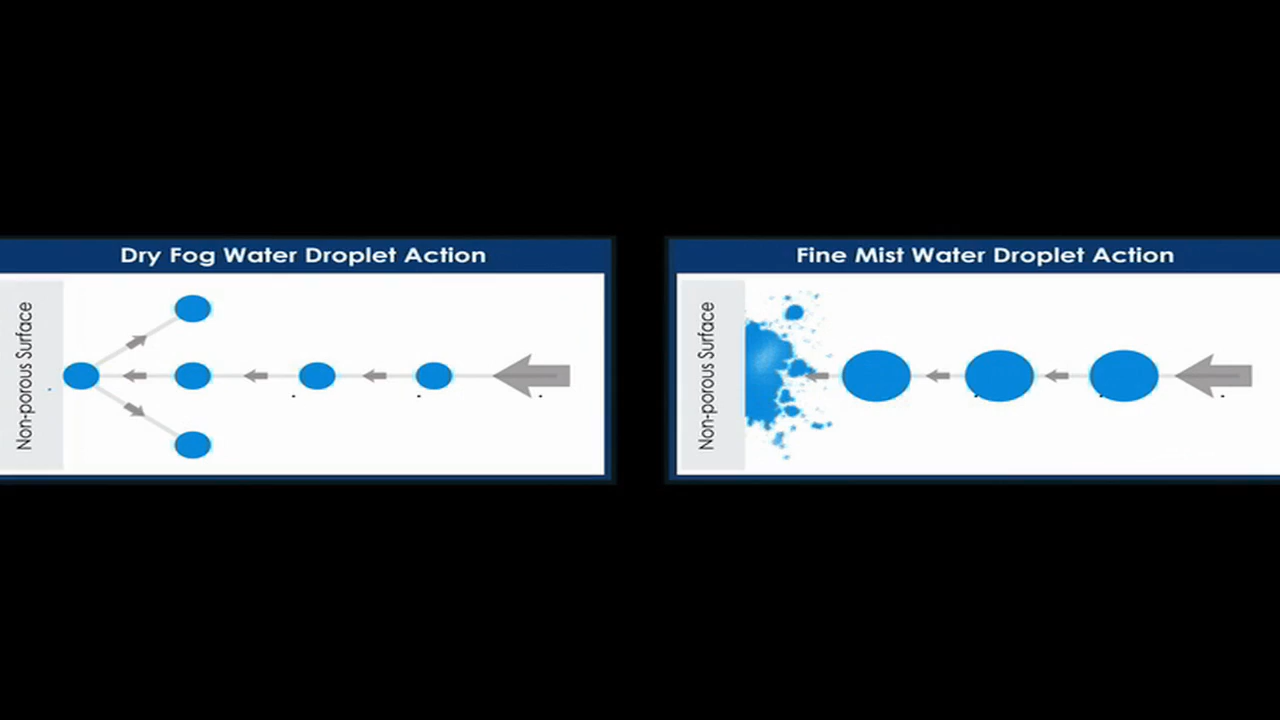 Dry Fog Water Droplet Action
Non-porous Surface
Fine Mist Water Droplet Action
Non-porous Surface